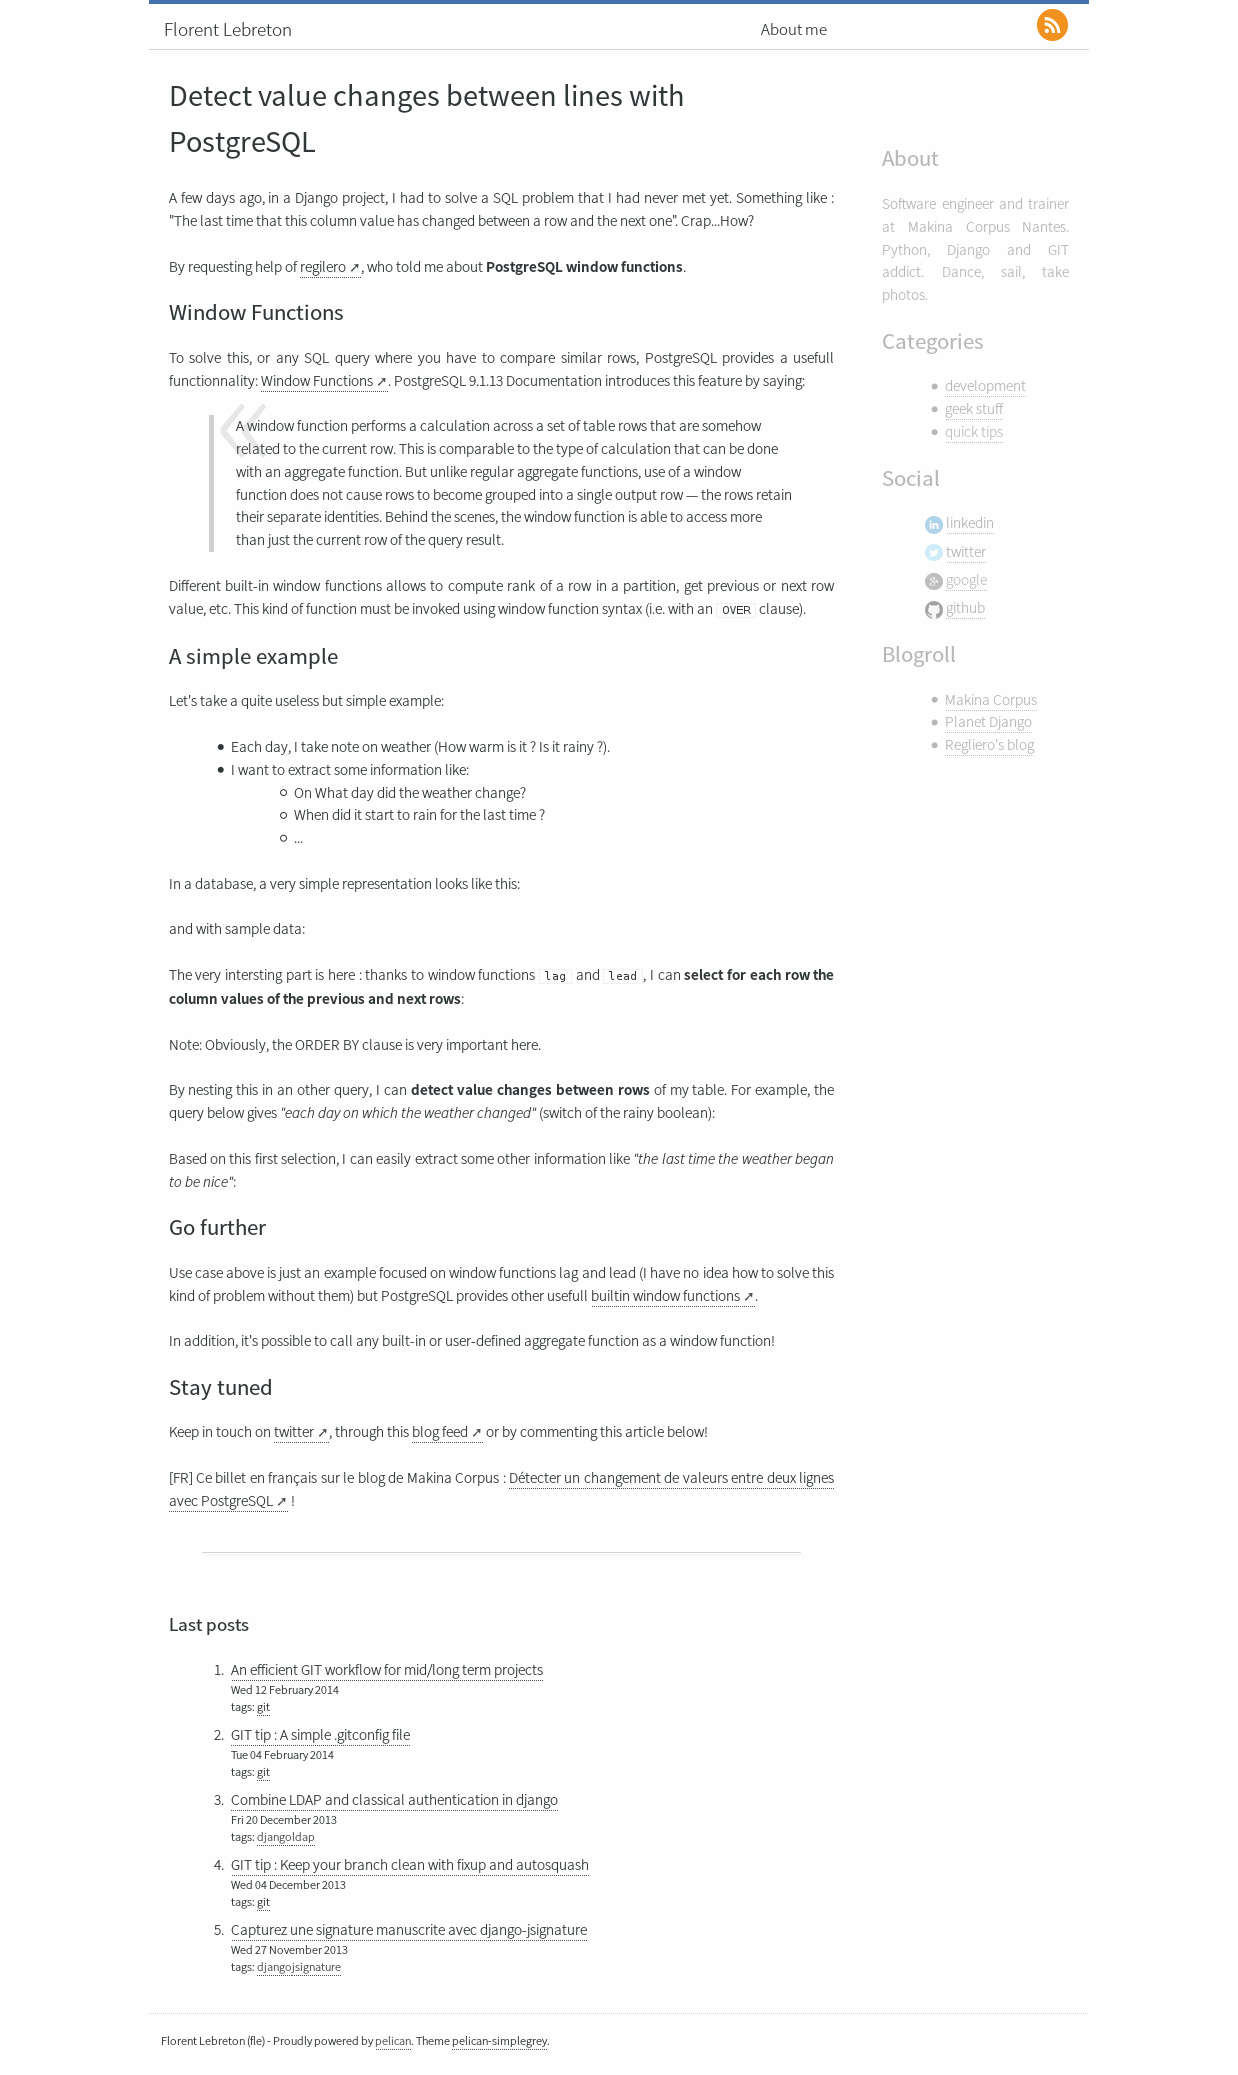 Florent Lebreton
About me
Detect value changes between lines with
PostgreSQL
A few days ago, in a Django project, I had to solve a SQL problem that I had never met yet. Something like :
"The last time that this column value has changed between a row and the next one". Crap...How?
By requesting help of regilero ➚, who told me about PostgreSQL window functions.
Window Functions
To solve this, or any SQL query where you have to compare similar rows, PostgreSQL provides a usefull
functionnality: Window Functions ➚. PostgreSQL 9.1.13 Documentation introduces this feature by saying:
«
A window function performs a calculation across a set of table rows that are somehow
related to the current row. This is comparable to the type of calculation that can be done
with an aggregate function. But unlike regular aggregate functions, use of a window
function does not cause rows to become grouped into a single output row — the rows retain
their separate identities. Behind the scenes, the window function is able to access more
than just the current row of the query result.
Different built-in window functions allows to compute rank of a row in a partition, get previous or next row
value, etc. This kind of function must be invoked using window function syntax (i.e. with an OVER clause).
A simple example
Let's take a quite useless but simple example:
• Each day, I take note on weather (How warm is it ? Is it rainy ?).
• I want to extract some information like:
○ On What day did the weather change?
○ When did it start to rain for the last time ?
○ ...
In a database, a very simple representation looks like this:
and with sample data:
The very intersting part is here : thanks to window functions lag and lead, I can select for each row the
column values of the previous and next rows:
Note: Obviously, the ORDER BY clause is very important here.
By nesting this in an other query, I can detect value changes between rows of my table. For example, the
query below gives "each day on which the weather changed" (switch of the rainy boolean):
Based on this first selection, I can easily extract some other information like "the last time the weather began
to be nice":
Go further
Use case above is just an example focused on window functions lag and lead (I have no idea how to solve this
kind of problem without them) but PostgreSQL provides other usefull builtin window functions ➚.
In addition, it's possible to call any built-in or user-defined aggregate function as a window function!
Stay tuned
Keep in touch on twitter ➚, through this blog feed ➚ or by commenting this article below!
[FR] Ce billet en français sur le blog de Makina Corpus : Détecter un changement de valeurs entre deux lignes
avec PostgreSQL ➚ !
About
Software engineer and trainer
at Makina Corpus Nantes.
Python, Django and GIT
addict. Dance, sail, take
photos.
Categories
• development
• geek stuff
• quick tips
Social
linkedin
twitter
google
github
Blogroll
• Makina Corpus
• Planet Django
• Regliero's blog
Last posts
1. An efficient GIT workflow for mid/long term projects
Wed 12 February 2014
tags: git
2. GIT tip : A simple .gitconfig file
Tue 04 February 2014
tags: git
3. Combine LDAP and classical authentication in django
Fri 20 December 2013
tags: djangoldap
4. GIT tip : Keep your branch clean with fixup and autosquash
Wed 04 December 2013
tags: git
5. Capturez une signature manuscrite avec django-jsignature
Wed 27 November 2013
tags: djangojsignature
Florent Lebreton (fle) - Proudly powered by pelican. Theme pelican-simplegrey.